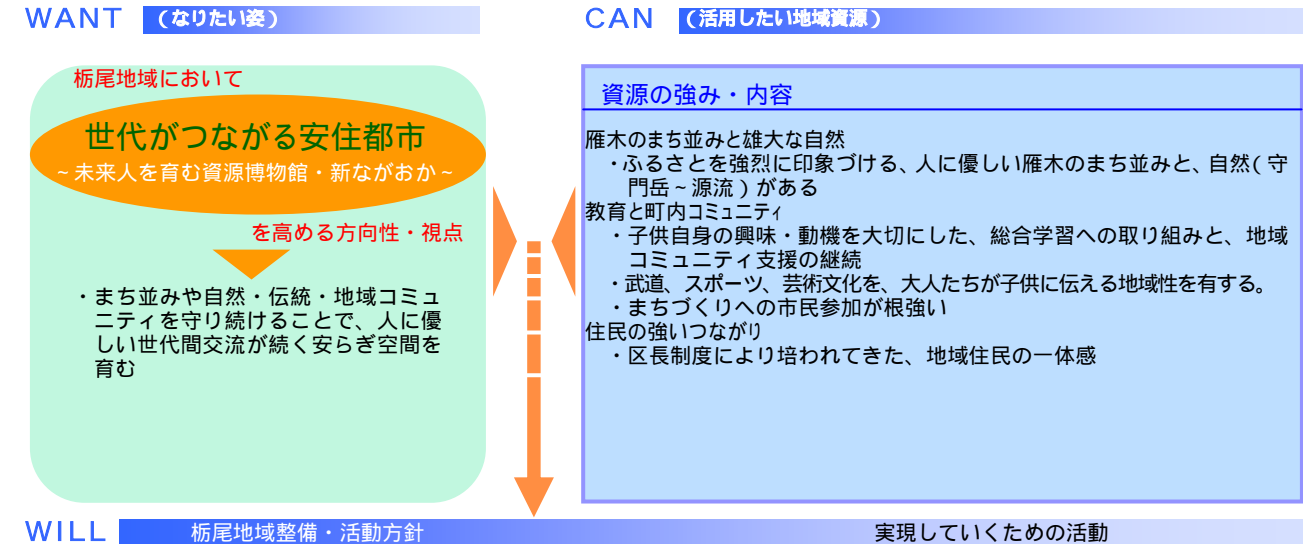 WANT (なりたい姿)
CAN (活用したい地域資源)
栃尾地域において
世代がつながる安住都市
~未来人を育む資源博物館・新ながおか~
を高める方向性・視点
・まち並みや自然・伝統・地域コミュ
ニティを守り続けることで、人に優
しい世代間交流が続く安らぎ空間を
育む
資源の強み・内容
雁木のまち並みと雄大な自然
・ふるさとを強烈に印象づける、人に優しい雁木のまち並みと、自然(守
門岳~源流)がある
教育と町内コミュニティ
・子供自身の興味・動機を大切にした、総合学習への取り組みと、地域
コミュニティ支援の継続
・武道、スポーツ、芸術文化を、大人たちが子供に伝える地域性を有する。
・まちづくりへの市民参加が根強い
住民の強いつながり
・区長制度により培われてきた、地域住民の一体感
WILL 栃尾地域整備・活動方針
実現していくための活動